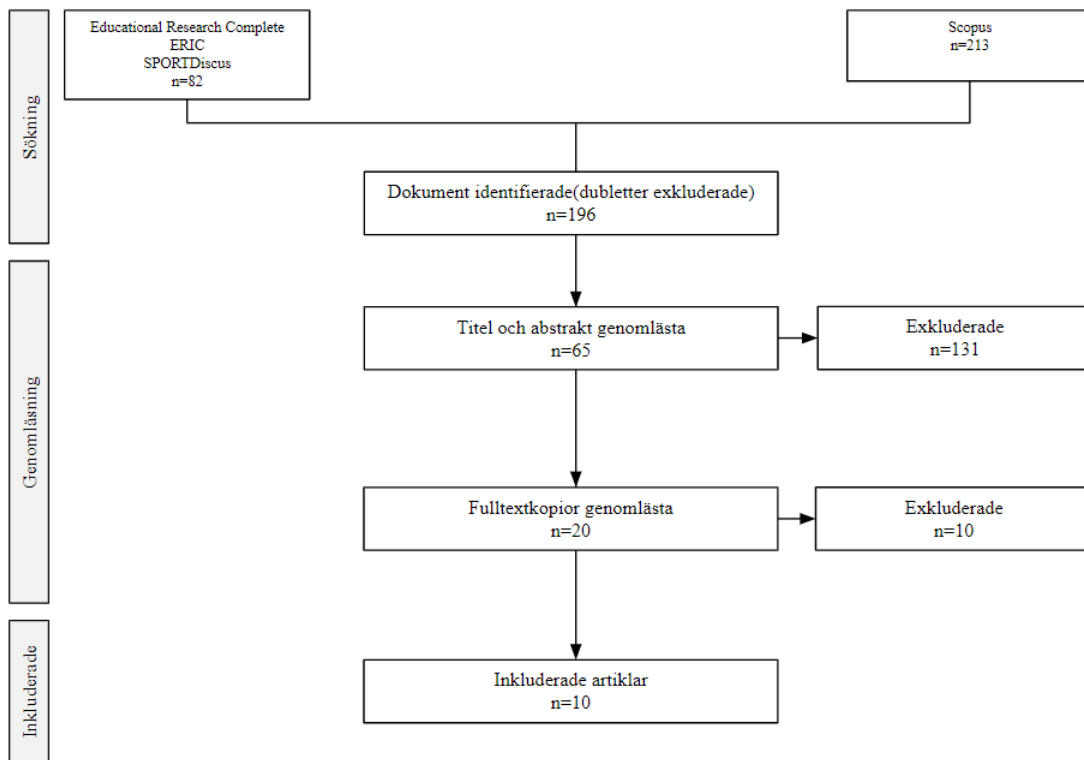 Sökning
Educational Research Complete
ERIC
SPORTDiscus
n=82
Scopus
n=213
Dokument identifierade(dubletter exkluderade)
n=196
Genomläsning
Titel och abstrakt genomlästa
n=65
Exkluderade
n=131
Fulltextkopior genomlästa
n=20
Exkluderade
n=10
Inkluderade
Inkluderade artiklar
n=10